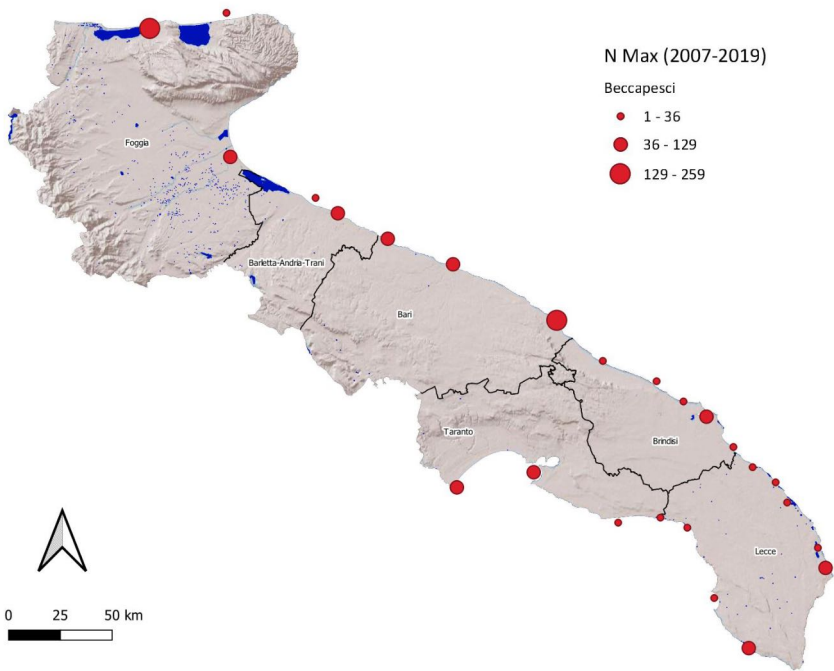 N Max (2007-2019)
Beccapesci
1 - 36
36 - 129
129 - 259
Foggia
Barletta-Andria-Trani
Bari
Taranto
Brindisi
Lecce
0 25 50 km